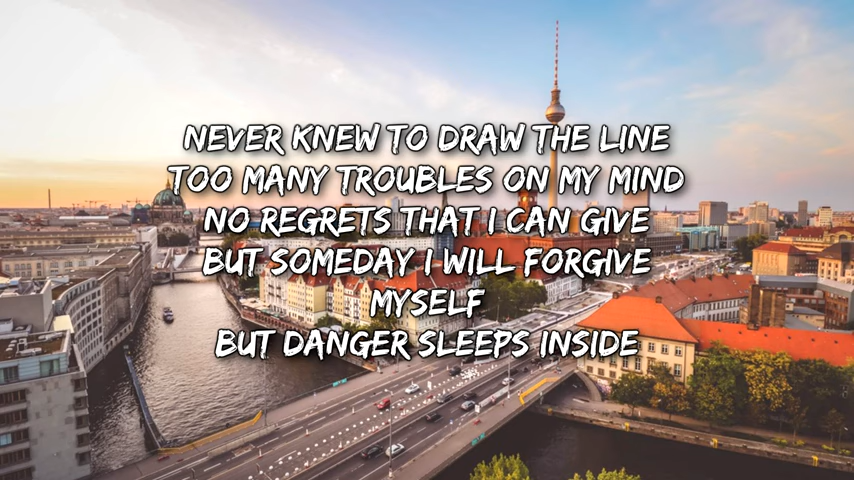 NEVER KNEW TO DRAW THE LINE
TOO MANY TROUBLES ON MY MIND
NO REGRETS THAT I CAN GIVE
BUT SOMEDAY I WILL FORGIVE
MYSELF
BUT DANGER SLEEPS INSIDE